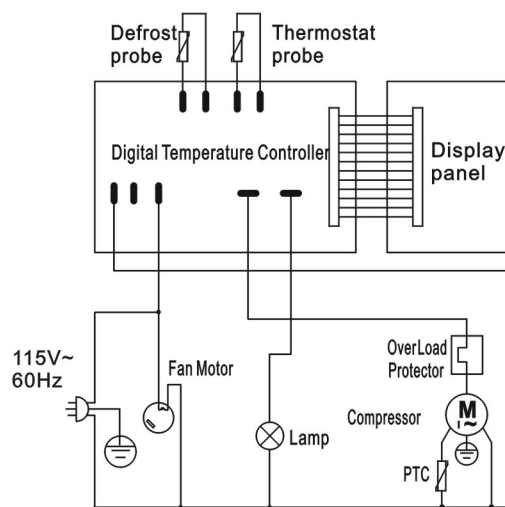 Defrost
probe
Thermostat
probe
Digital Temperature Controller
Display
panel
115V~
60Hz
Fan Motor
Lamp
OverLoad
Protector
Compressor
M
I ~
PTC